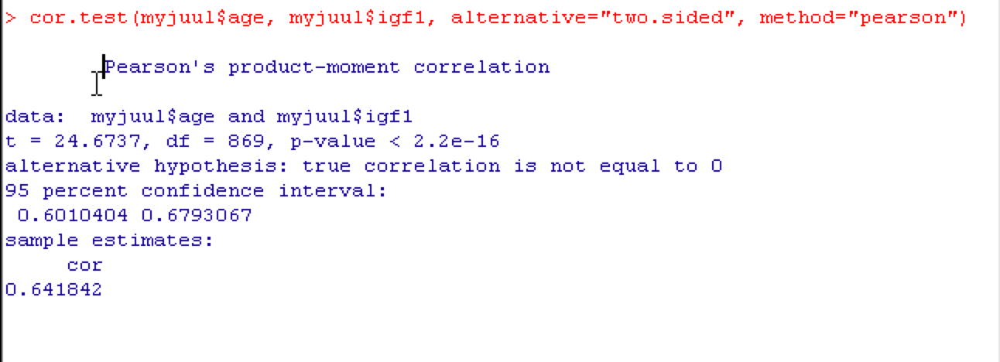 > cor.test(myjuul$age, myjuul$igf1, alternative="two.sided", method="pearson")
Pearson's product-moment correlation
data:  myjuul$age and myjuul$igf1
t = 24.6737, df = 869, p-value < 2.2e-16
alternative hypothesis: true correlation is not equal to 0
95 percent confidence interval:
 0.6010404 0.6793067
sample estimates:
     cor
0.641842